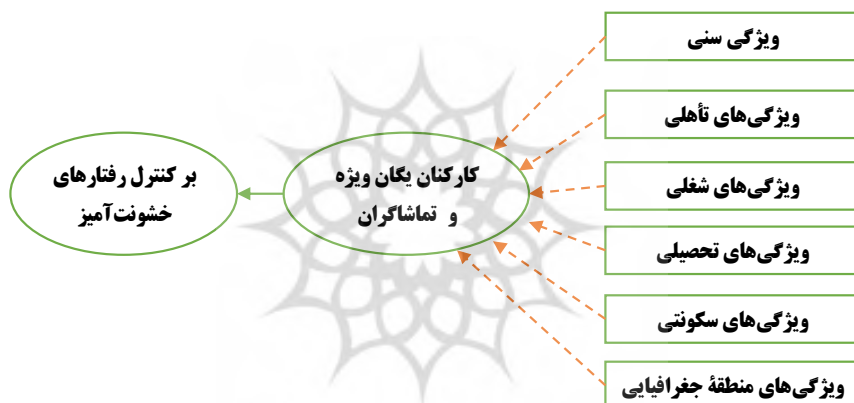 ویژگی سنی
ویژگی‌های تأهلی
ویژگی‌های شغلی
ویژگی‌های تحصیلی
ویژگی‌های سکونتی
ویژگی‌های منطقۀ جغرافیایی
کارکنان یگان ویژه
و تماشاگران
بر کنترل رفتارهای
خشونت‌آمیز